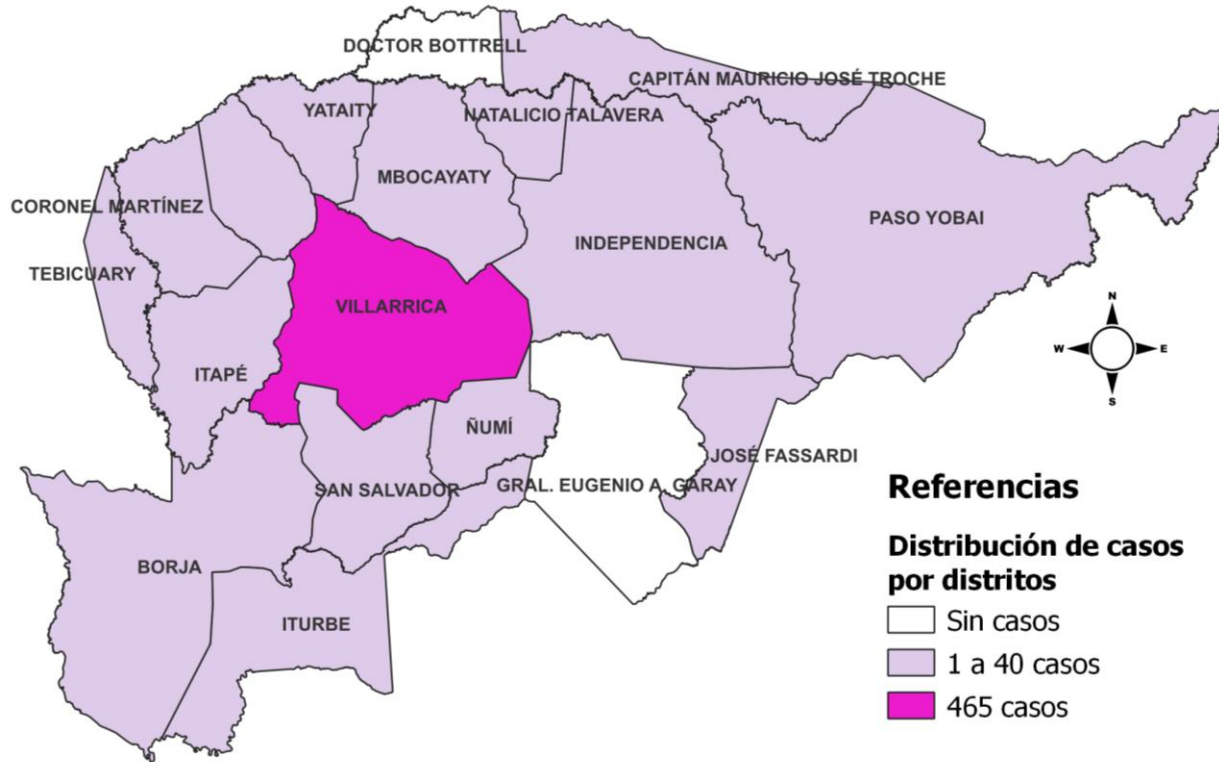 DOCTOR BOTTRELL
CAPITÁN MAURICIO JOSÉ TROCHE
YATAITY
NATALICIO TALAVERA
MBOCAYATY
CORONEL MARTÍNEZ
PASO YOBAI
INDEPENDENCIA
TEBICUARY
VILLARRICA
N
W
E
S
ITAPÉ
ÑUMÍ
JOSÉ FASSARDI
SAN SALVADOR
GRAL. EUGENIO A. GARAY
BORJA
ITURBE
Referencias
Distribución de casos
por distritos
Sin casos
1 a 40 casos
465 casos